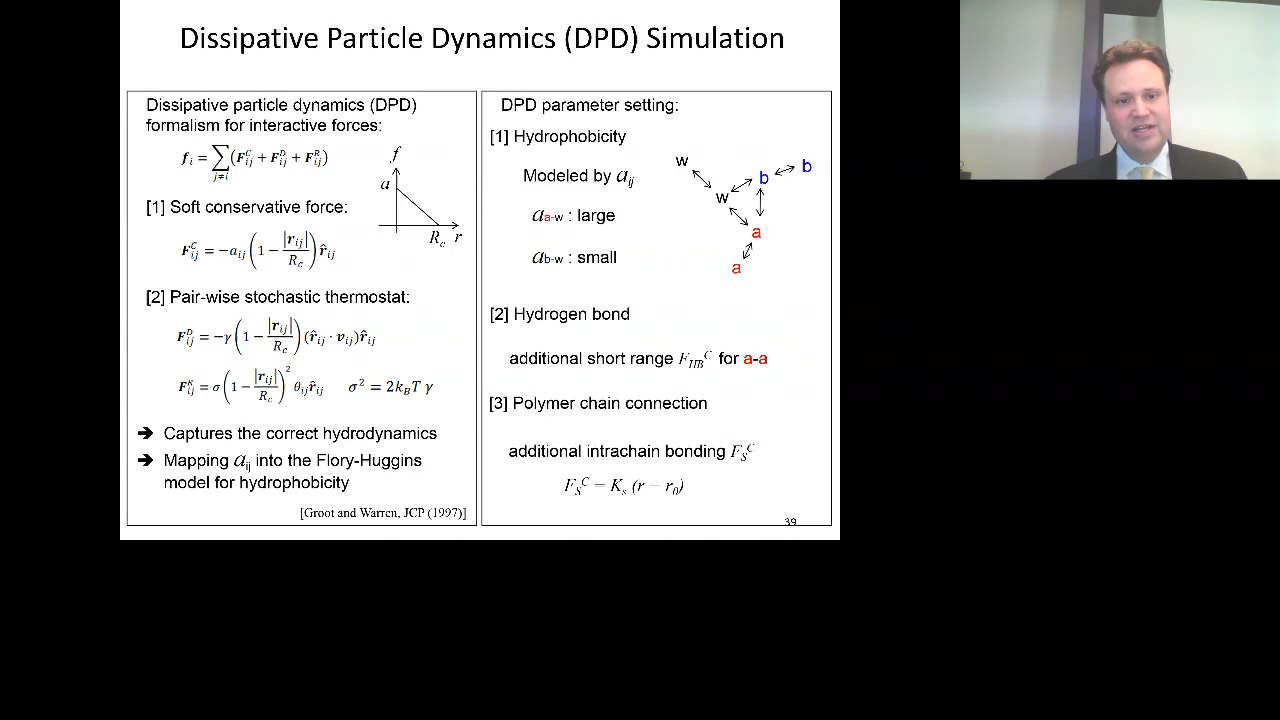 Dissipative Particle Dynamics (DPD) Simulation
Dissipative particle dynamics (DPD)
formalism for interactive forces:
f_i = ∑_{j≠i} (F_ij^C + F_ij^D + F_ij^R)
f
a
R_c r
[1] Soft conservative force:
F_ij^C = −a_ij (1 − |r_ij| / R_c) r̂_ij
[2] Pair-wise stochastic thermostat:
F_ij^D = −γ (1 − |r_ij| / R_c) (r̂_ij · v_ij) r̂_ij
F_ij^R = σ (1 − |r_ij| / R_c)^2 θ_ij r̂_ij σ^2 = 2k_B T γ
➔ Captures the correct hydrodynamics
➔ Mapping a_ij into the Flory-Huggins
model for hydrophobicity
[Groot and Warren, JCP (1997)]
DPD parameter setting:
[1] Hydrophobicity
Modeled by a_ij
a_a-w : large
a_b-w : small
w
w
b
b
a
a
[2] Hydrogen bond
additional short range F_HB^C for a-a
[3] Polymer chain connection
additional intrachain bonding F_S^C
F_S^C = K_s (r − r_0)
39